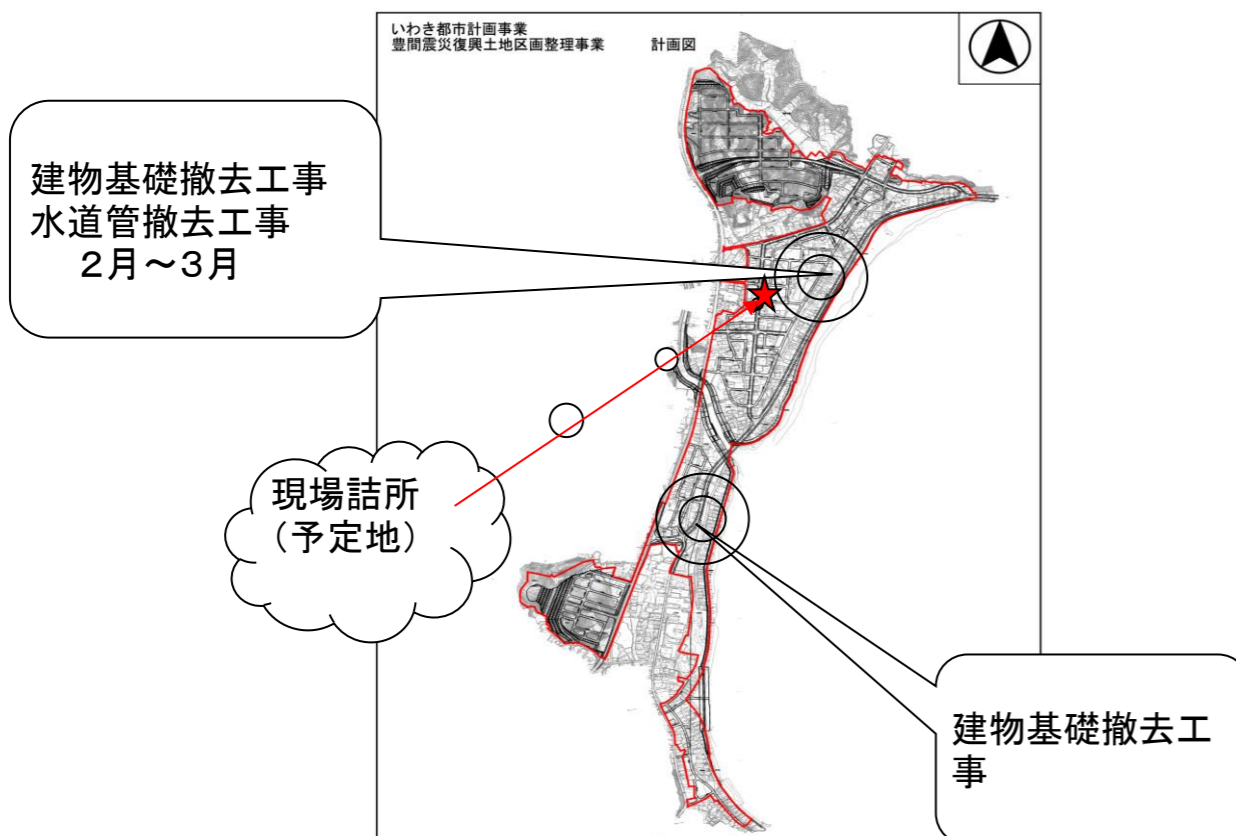 いわき都市計画事業
豊間震災復興土地区画整理事業　　計画図
建物基礎撤去工事
水道管撤去工事
２月～３月
現場詰所
（予定地）
建物基礎撤去工
事